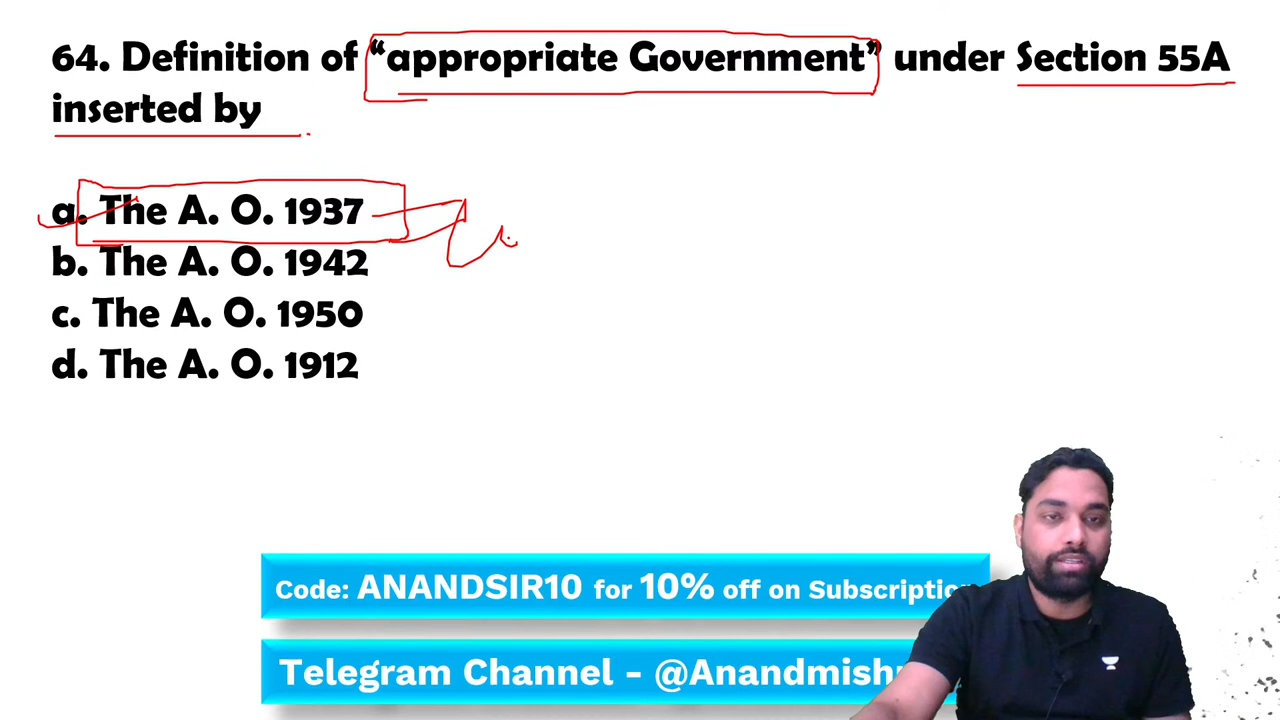 64. Definition of “appropriate Government” under Section 55A
inserted by
a. The A. O. 1937
b. The A. O. 1942
c. The A. O. 1950
d. The A. O. 1912
Code: ANANDSIR10 for 10% off on Subscription
Telegram Channel - @Anandmish